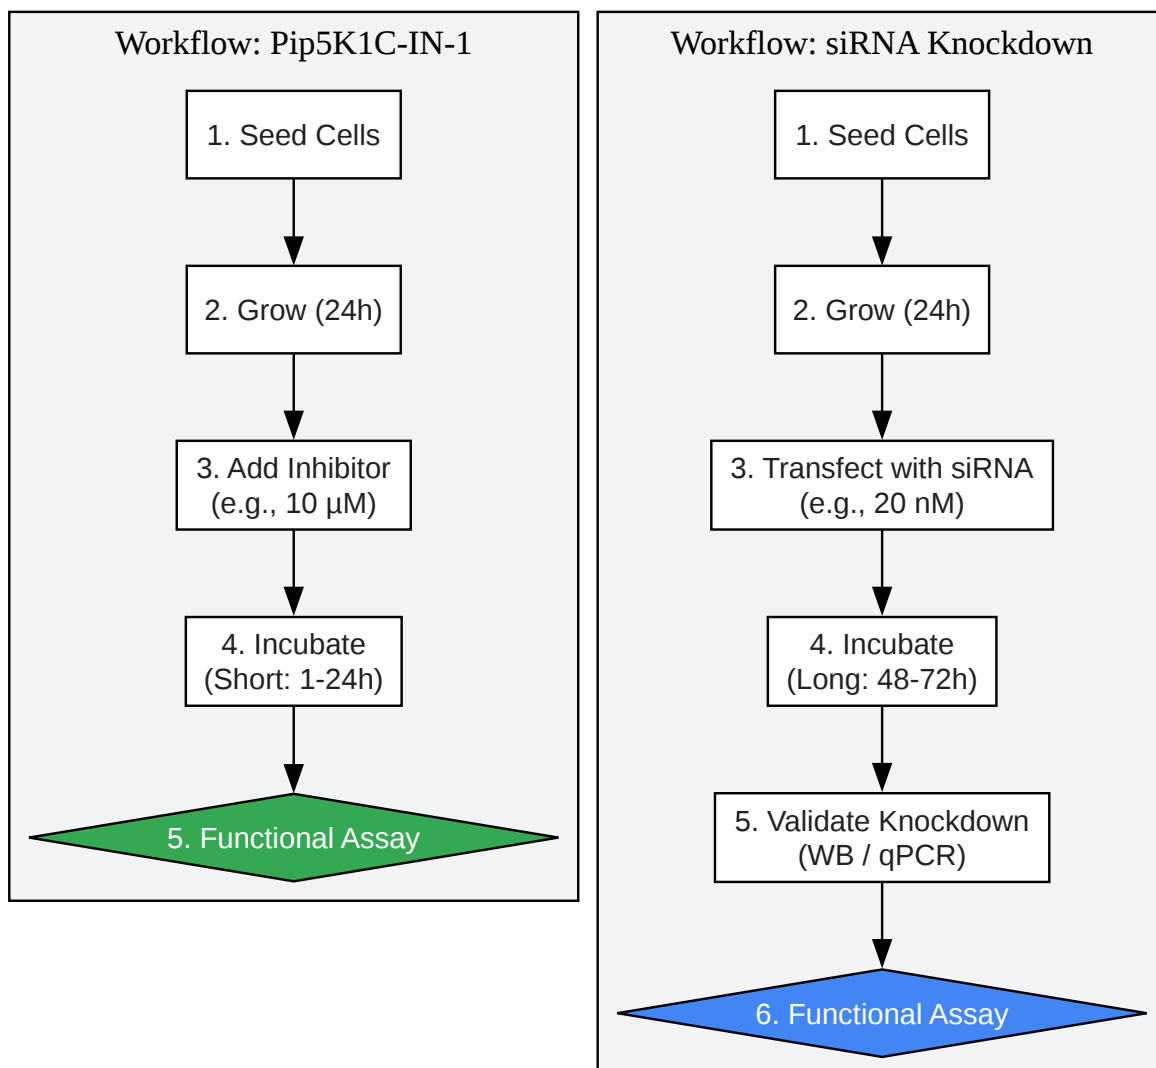 Workflow: Pip5K1C-IN-1
1. Seed Cells
2. Grow (24h)
3. Add Inhibitor
(e.g., 10 µM)
4. Incubate
(Short: 1-24h)
5. Functional Assay
Workflow: siRNA Knockdown
1. Seed Cells
2. Grow (24h)
3. Transfect with siRNA
(e.g., 20 nM)
4. Incubate
(Long: 48-72h)
5. Validate Knockdown
(WB / qPCR)
6. Functional Assay